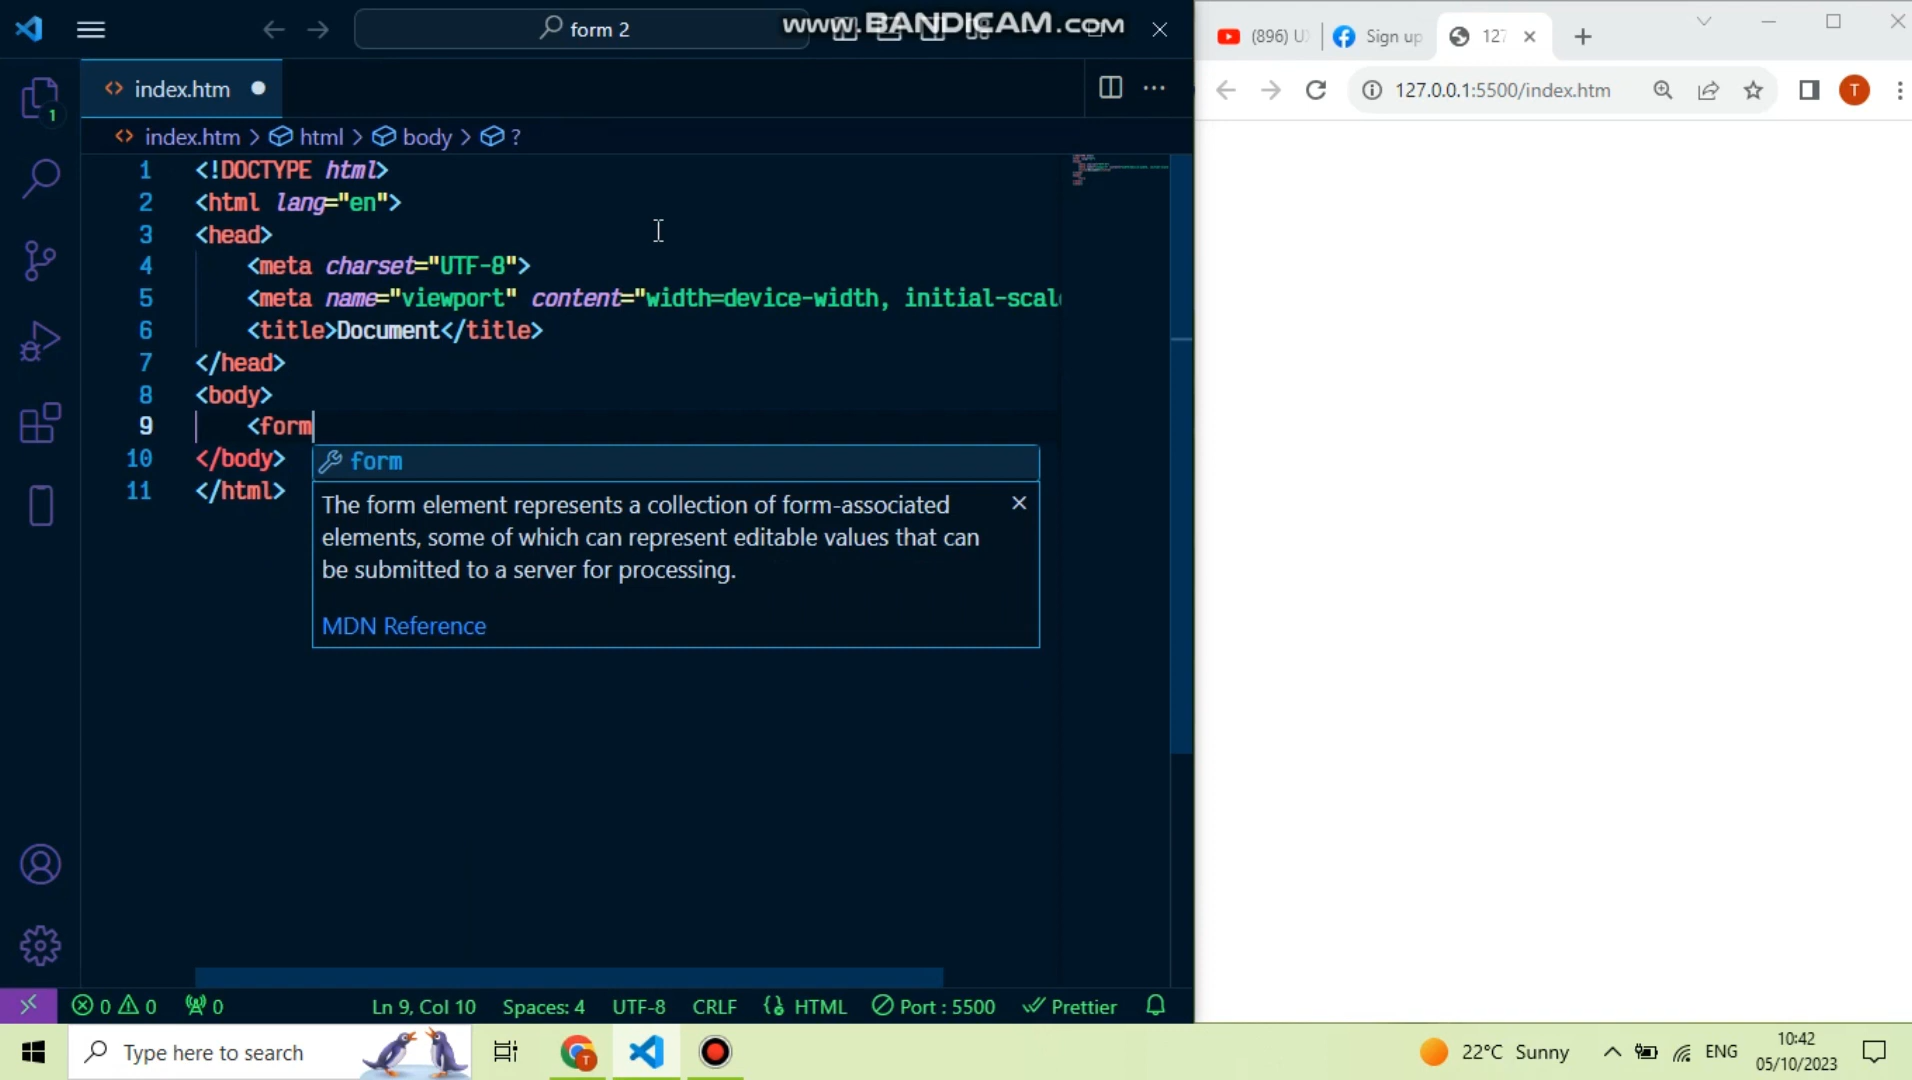 form 2
www.BANDICAM.com
(896) U
Sign up
127
index.htm
127.0.0.1:5500/index.htm
1
index.htm > html > body > ?
1 <!DOCTYPE html>
2 <html lang="en">
3 <head>
4 <meta charset="UTF-8">
5 <meta name="viewport" content="width=device-width, initial-scale
6 <title>Document</title>
7 </head>
8 <body>
9 <form
10 </body>
11 </html>
form
The form element represents a collection of form-associated
elements, some of which can represent editable values that can
be submitted to a server for processing.
MDN Reference
T
0 0 0 Ln 9, Col 10 Spaces: 4 UTF-8 CRLF HTML Port : 5500 Prettier
Type here to search
T
22°C Sunny
ENG
10:42
05/10/2023